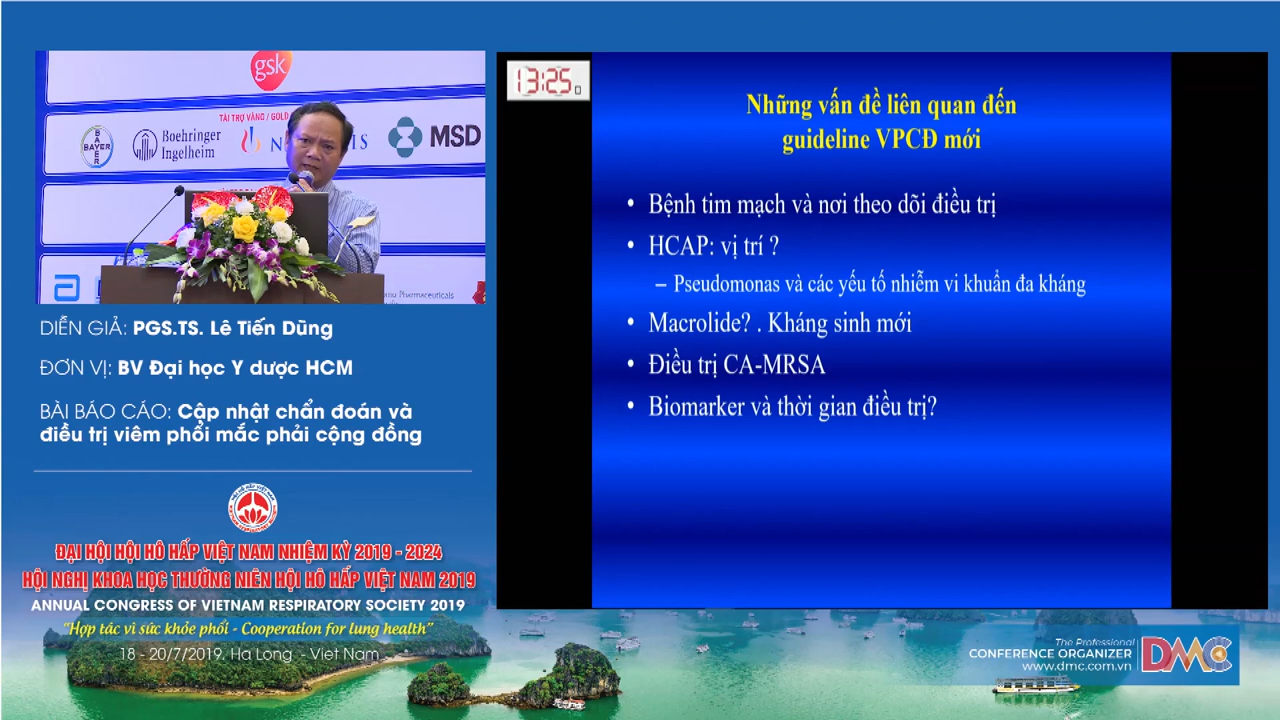 gsk
TÀI TRỢ VÀNG / GOLD
BAYER
BAYER
Boehringer
Ingelheim
MSD
Pharmaceuticals
13:25
Những vấn đề liên quan đến
guideline VPCĐ mới
• Bệnh tim mạch và nơi theo dõi điều trị
• HCAP: vị trí ?
– Pseudomonas và các yếu tố nhiễm vi khuẩn đa kháng
• Macrolide? . Kháng sinh mới
• Điều trị CA-MRSA
• Biomarker và thời gian điều trị?
DIỄN GIẢ: PGS.TS. Lê Tiến Dũng
ĐƠN VỊ: BV Đại học Y dược HCM
BÀI BÁO CÁO: Cập nhật chẩn đoán và
điều trị viêm phổi mắc phải cộng đồng
ĐẠI HỘI HỘI HÔ HẤP VIỆT NAM NHIỆM KỲ 2019 - 2024
HỘI NGHỊ KHOA HỌC THƯỜNG NIÊN HỘI HÔ HẤP VIỆT NAM 2019
ANNUAL CONGRESS OF VIETNAM RESPIRATORY SOCIETY 2019
"Hợp tác vì sức khỏe phổi - Cooperation for lung health"
18 - 20/7/2019. Ha Long - Viet Nam
The Professional
CONFERENCE ORGANIZER
www.dmc.com.vn
DMC